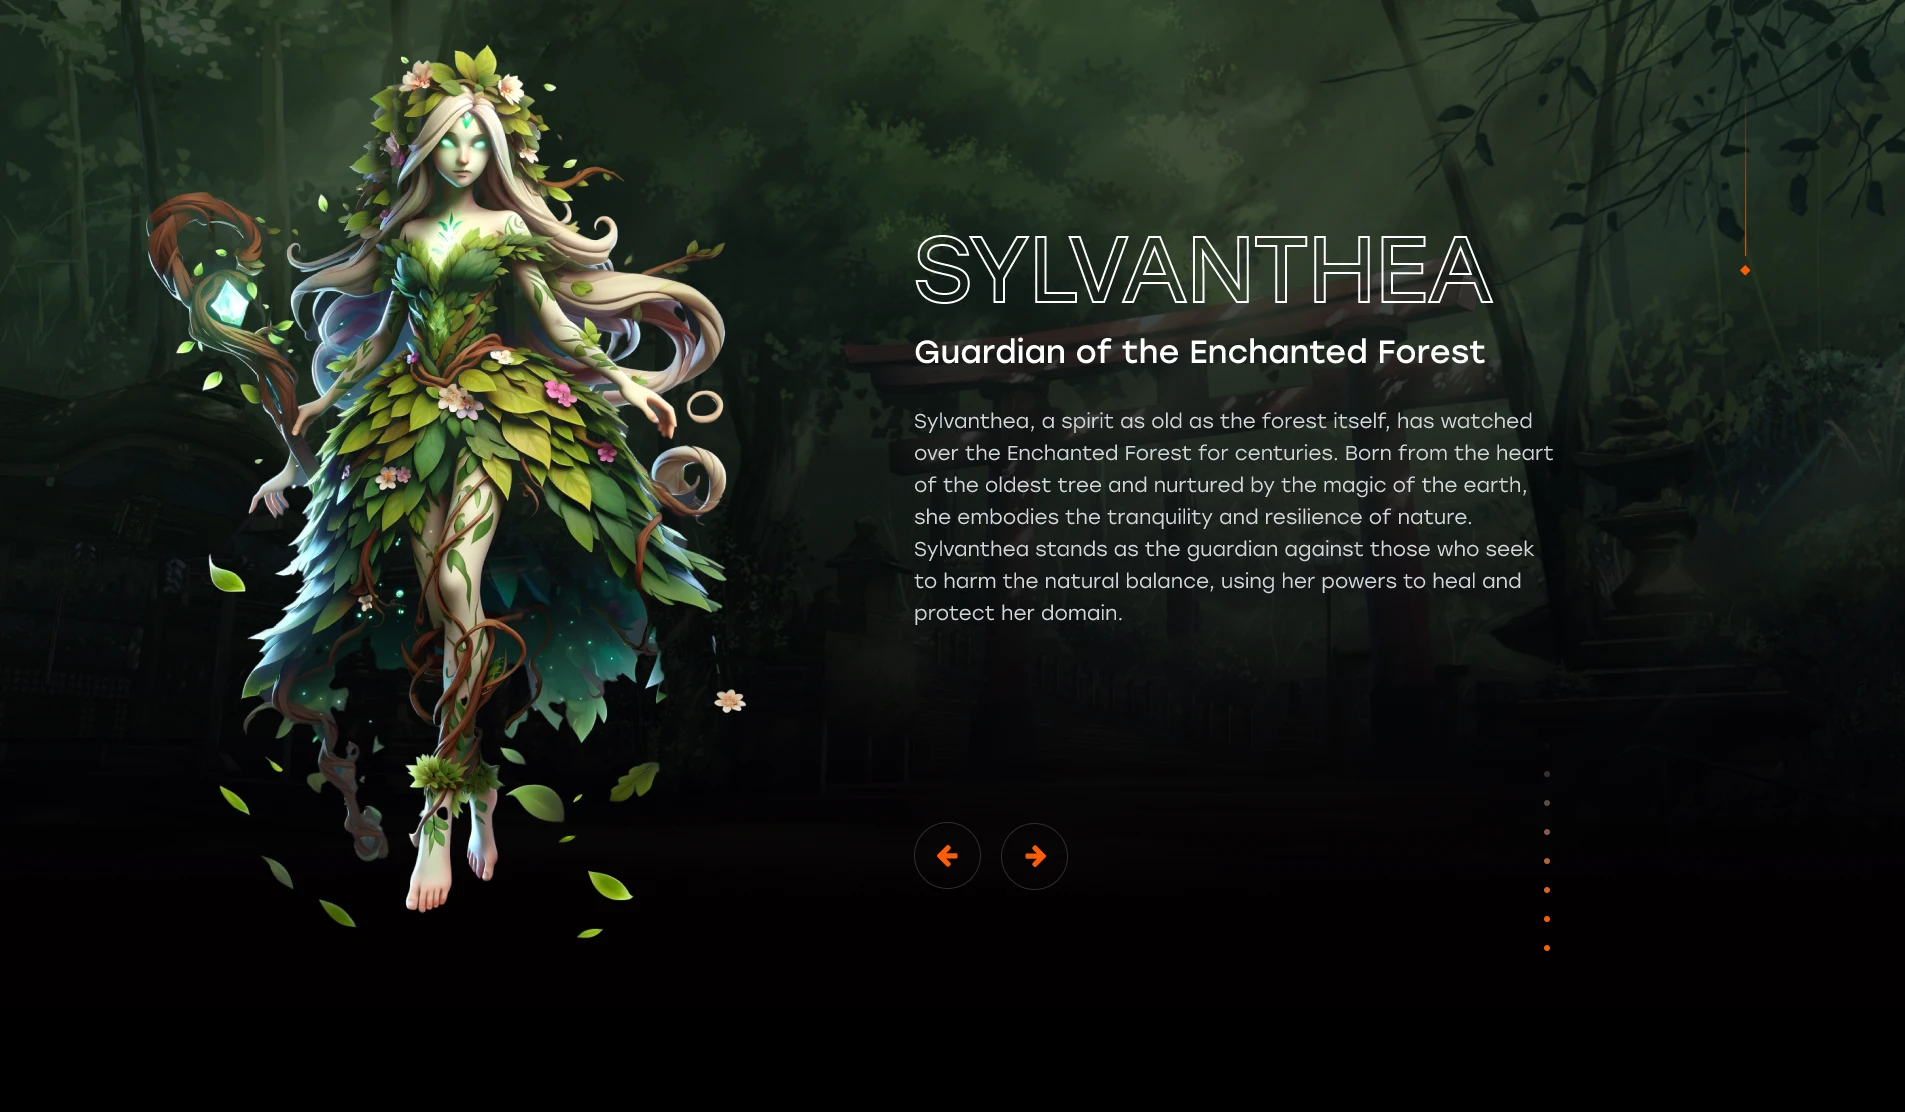 SYLVANTHEA
Guardian of the Enchanted Forest
Sylvanthea, a spirit as old as the forest itself, has watched
over the Enchanted Forest for centuries. Born from the heart
of the oldest tree and nurtured by the magic of the earth,
she embodies the tranquility and resilience of nature.
Sylvanthea stands as the guardian against those who seek
to harm the natural balance, using her powers to heal and
protect her domain.